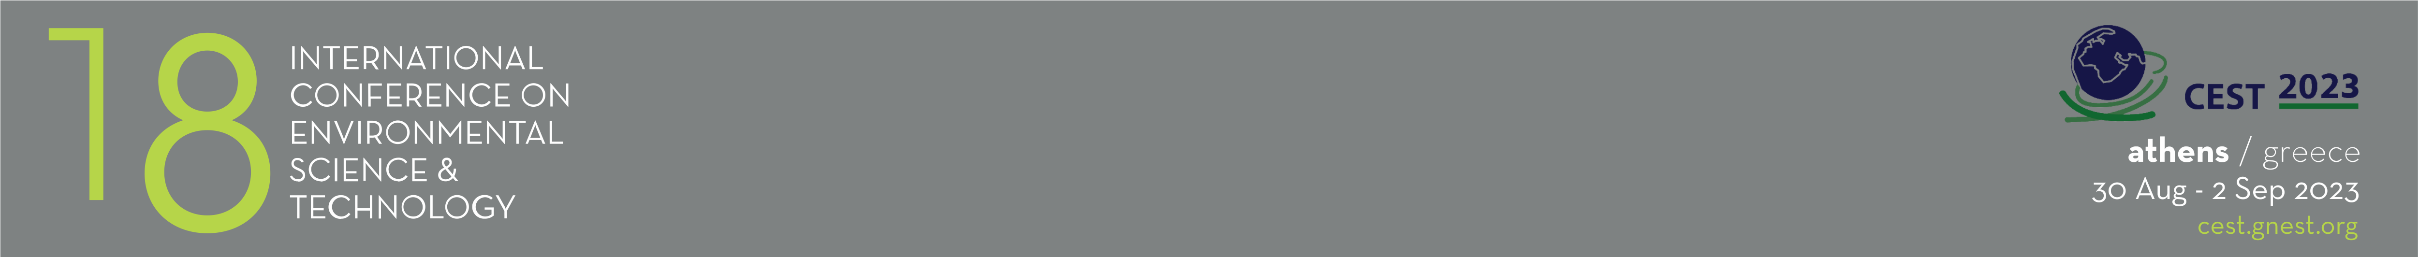 18
INTERNATIONAL
CONFERENCE ON
ENVIRONMENTAL
SCIENCE &
TECHNOLOGY
CEST 2023
athens / greece
30 Aug - 2 Sep 2023
cest.gnest.org